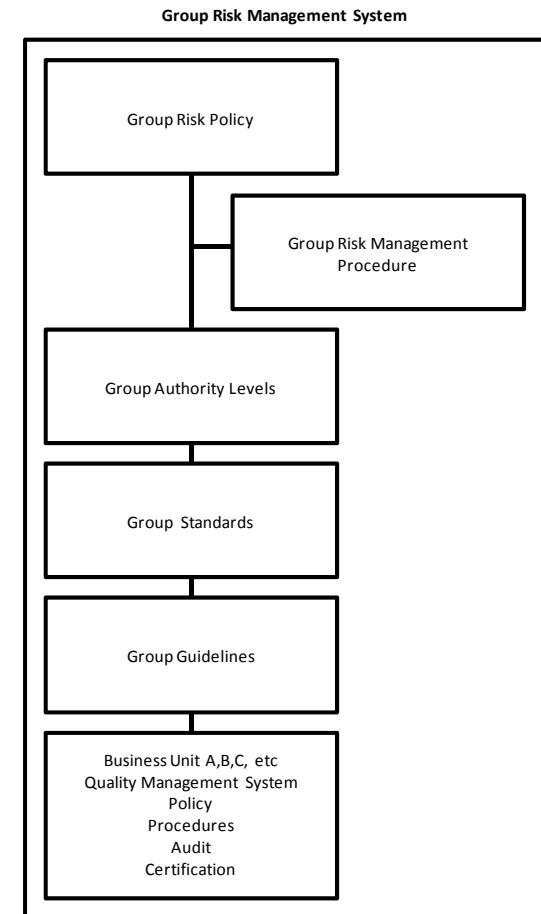 Group Risk Management System
Group Risk Policy
Group Risk Management
Procedure
Group Authority Levels
Group Standards
Group Guidelines
Business Unit A,B,C, etc
Quality Management System
Policy
Procedures
Audit
Certification